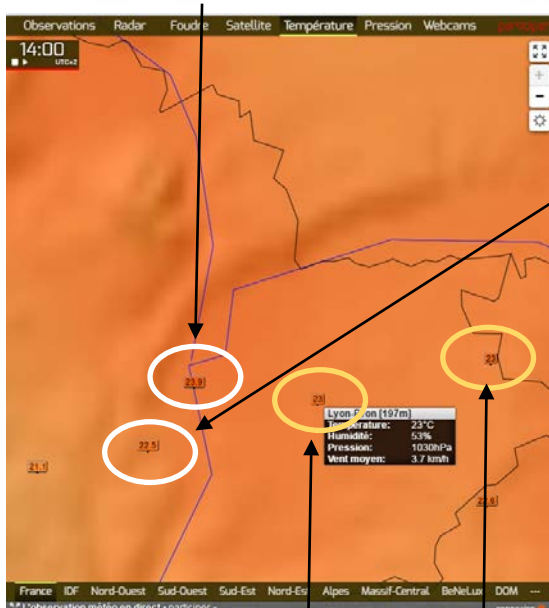 Observations Radar Foudre Satellite Température Pression Webcams
14:00
UTC+2
23.9
23
23
Lyon-Bron [197m]
Température: 23°C
Humidité: 53%
Pression: 1030hPa
Vent moyen: 3.7 km/h
22.5
21.1
France IDF Nord-Ouest Sud-Ouest Sud-Est Nord-Est Alpes Massif-Central BeNeLux DOM
L'observation météo en direct - participer -